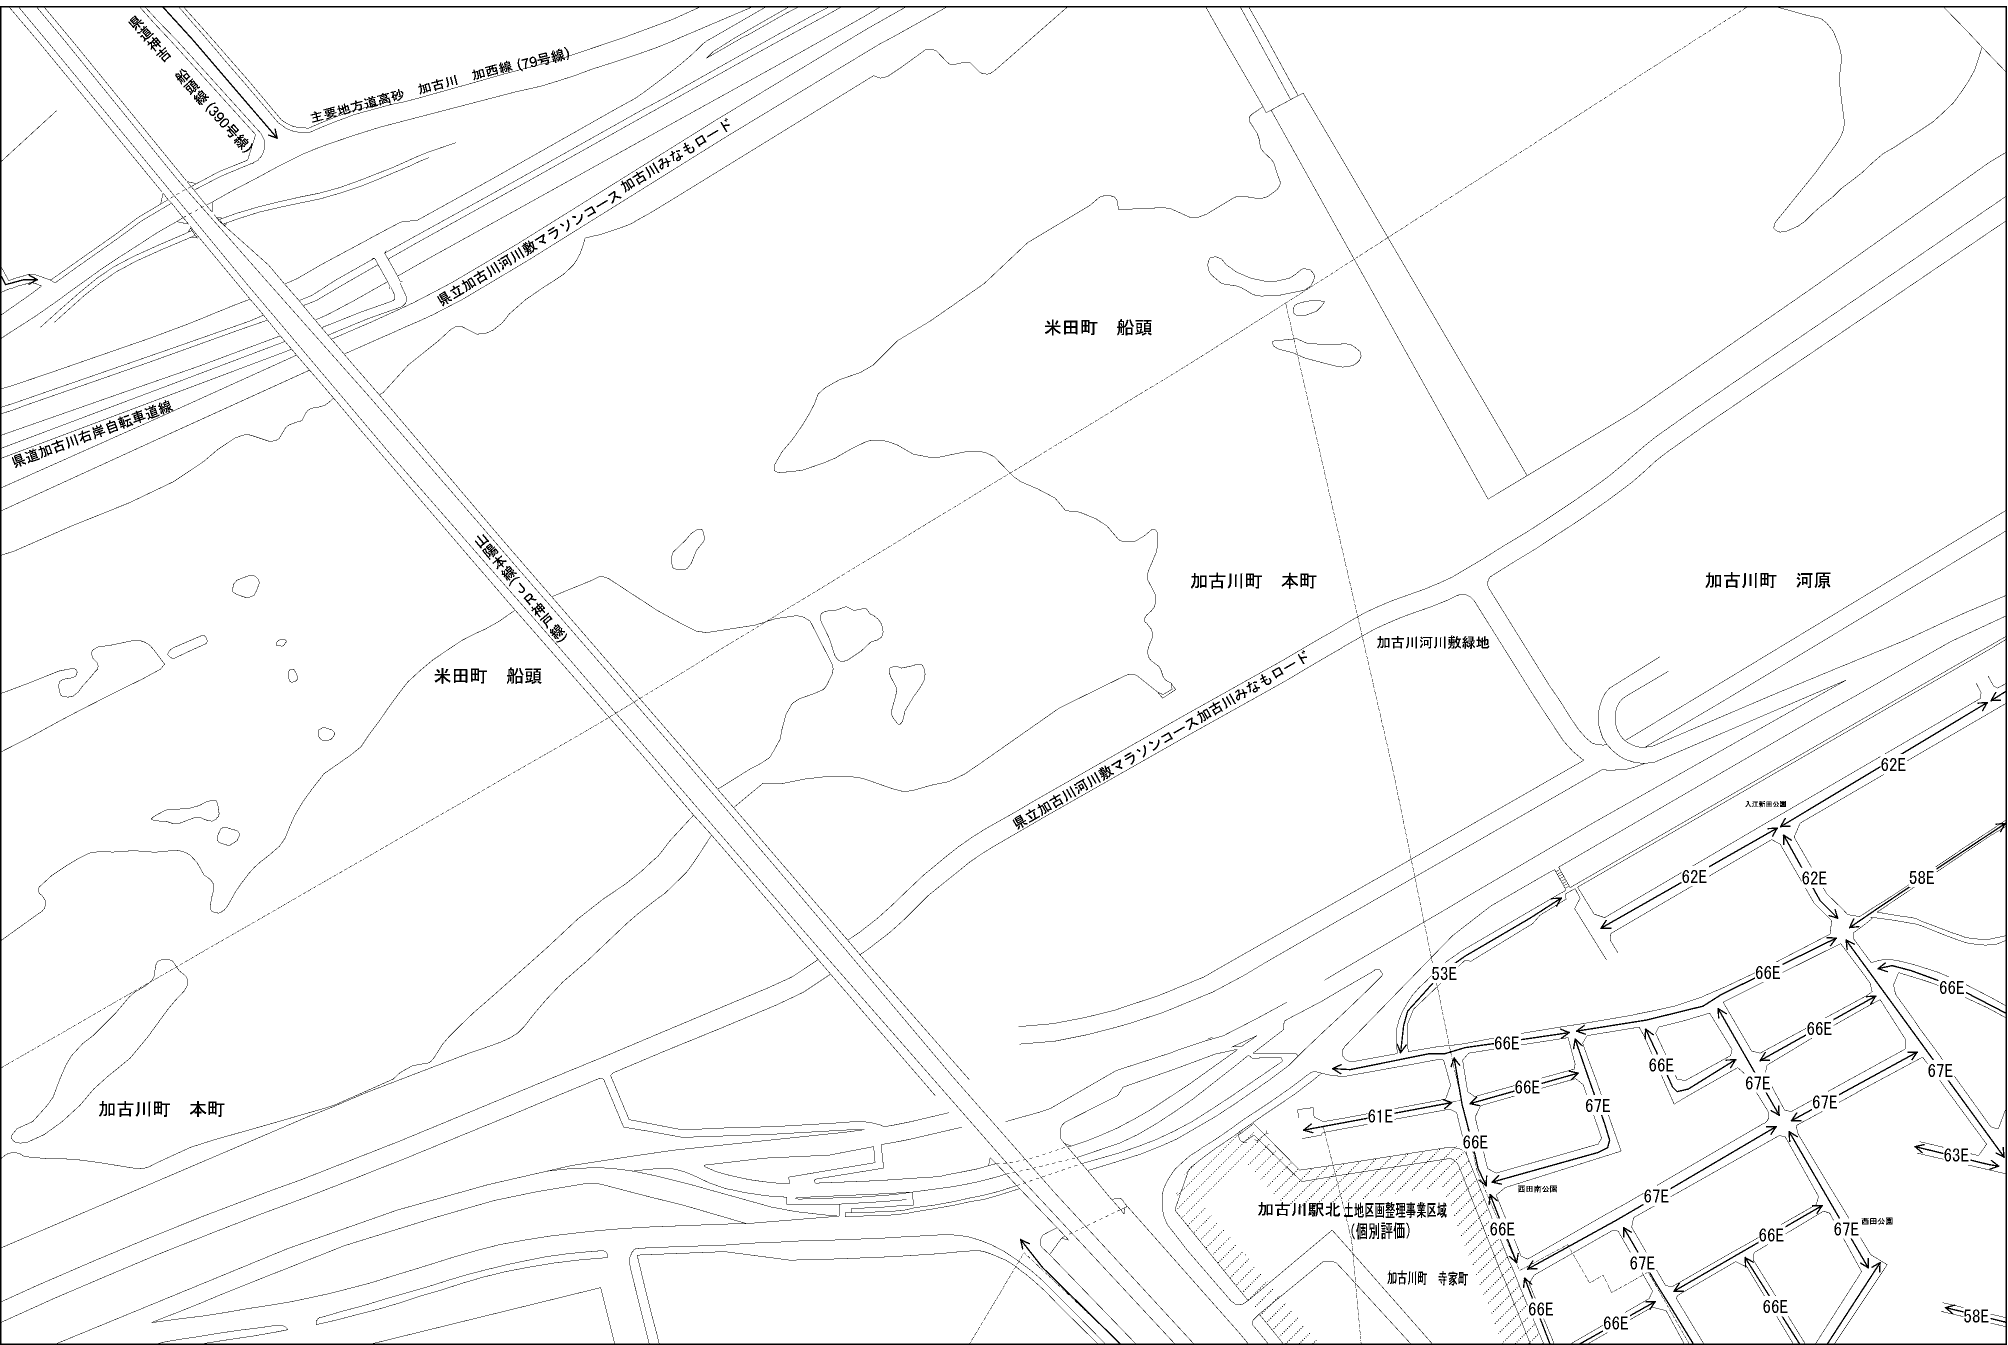 県道神吉　船頭線(390号線)
主要地方道高砂　加古川　加西線(79号線)
県立加古川河川敷マラソンコース加古川みなもロード
県道加古川右岸自転車道線
米田町　船頭
山陽本線(JR神戸線)
加古川町　本町
加古川町　河原
加古川河川敷緑地
米田町　船頭
県立加古川河川敷マラソンコース加古川みなもロード
62E
入江新田公園
62E
62E
58E
53E
66E
66E
66E
66E
66E
67E
66E
67E
66E
67E
67E
61E
加古川町　本町
66E
63E
西田南公園
67E
加古川駅北土地区画整理事業区域
(個別評価)
66E
66E
67E
西田公園
67E
加古川町　寺家町
66E
66E
66E
58E